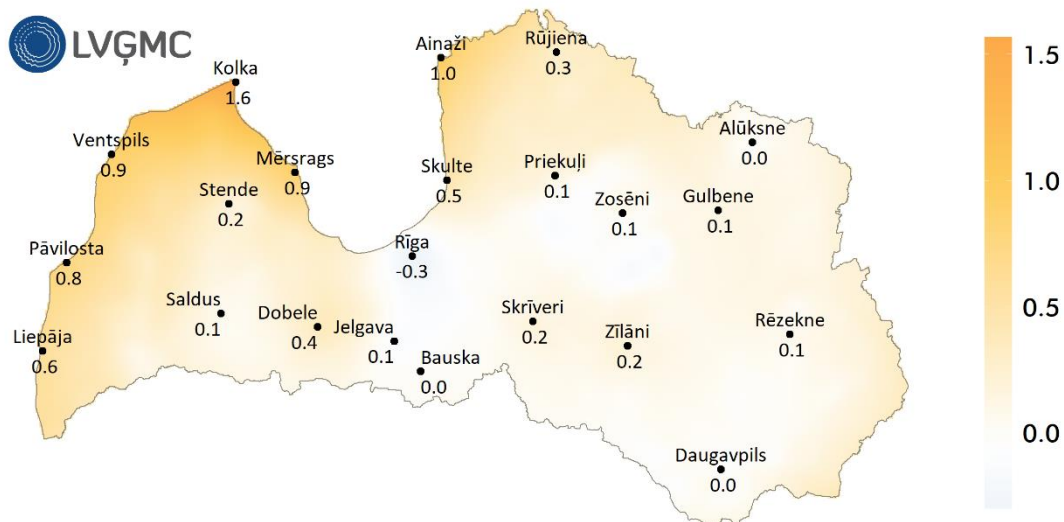 LVĢMC
Kolka
1.6
Ainaži
1.0
Rūjiena
0.3
Ventspils
0.9
Mērsrags
0.9
Stende
0.2
Skulte
0.5
Priekuļi
0.1
Alūksne
0.0
Zosēni
0.1
Gulbene
0.1
Pāvilosta
0.8
Rīga
-0.3
Saldus
0.1
Dobele
0.4
Jelgava
0.1
Skrīveri
0.2
Zīlāni
0.2
Rēzekne
0.1
Liepāja
0.6
Bauska
0.0
Daugavpils
0.0
1.5
1.0
0.5
0.0